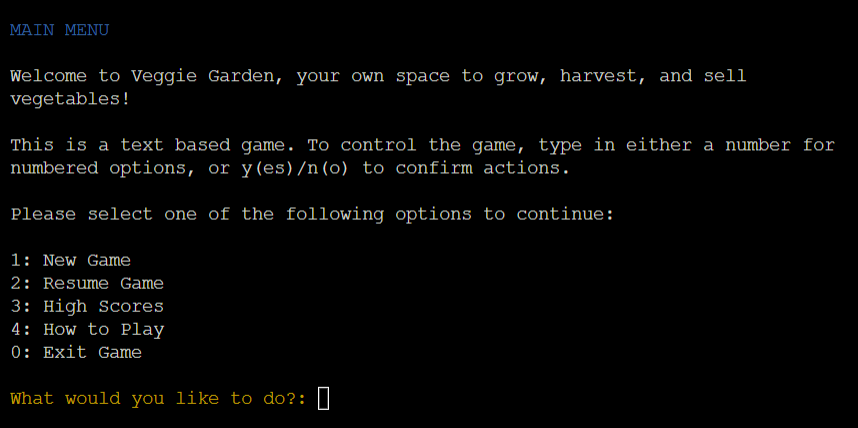 MAIN MENU
Welcome to Veggie Garden, your own space to grow, harvest, and sell
vegetables!
This is a text based game. To control the game, type in either a number for
numbered options, or y(es)/n(o) to confirm actions.
Please select one of the following options to continue:
1: New Game
2: Resume Game
3: High Scores
4: How to Play
0: Exit Game
What would you like to do?: